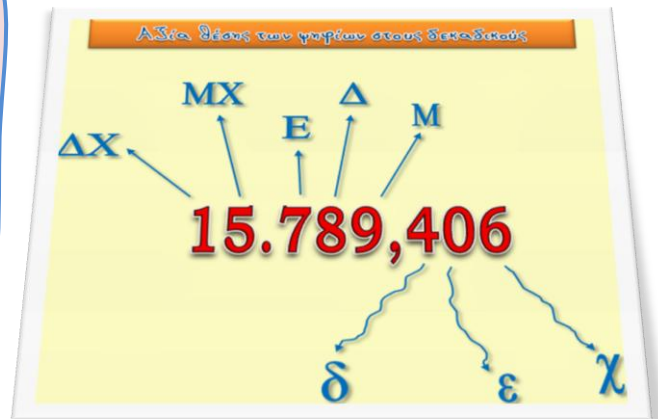 Αξία θέσης των ψηφίων στους δεκαδικούς
ΜΧ Δ
ΔΧ Ε Μ
15.789,406
δ ε χ